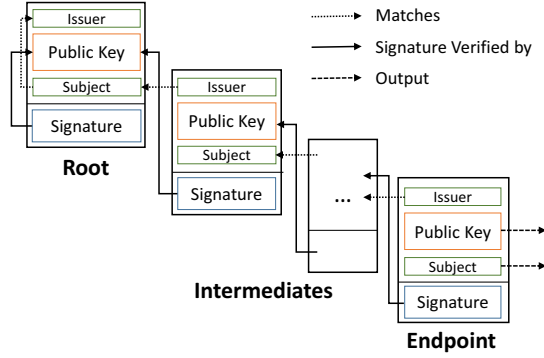 Issuer
Public Key
Subject
Signature
Root
Matches
Signature Verified by
Output
Issuer
Public Key
Subject
Signature
Intermediates
...
Issuer
Public Key
Subject
Signature
Endpoint